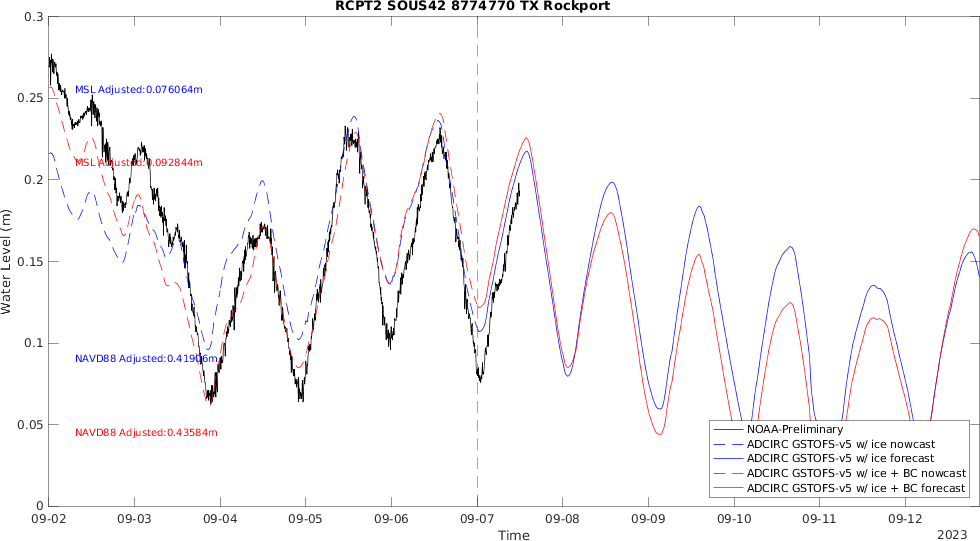 RCPT2 SOUS42 8774770 TX Rockport
0.3
0.25
0.2
0.15
0.1
0.05
0
Water Level (m)
MSL Adjusted:0.076064m
MSL Adjusted:0.092844m
NAVD88 Adjusted:0.41906m
NAVD88 Adjusted:0.43584m
NOAA-Preliminary
ADCIRC GSTOFS-v5 w/ ice nowcast
ADCIRC GSTOFS-v5 w/ ice forecast
ADCIRC GSTOFS-v5 w/ ice + BC nowcast
ADCIRC GSTOFS-v5 w/ ice + BC forecast
09-02 09-03 09-04 09-05 09-06 09-07 09-08 09-09 09-10 09-11 09-12
Time
2023